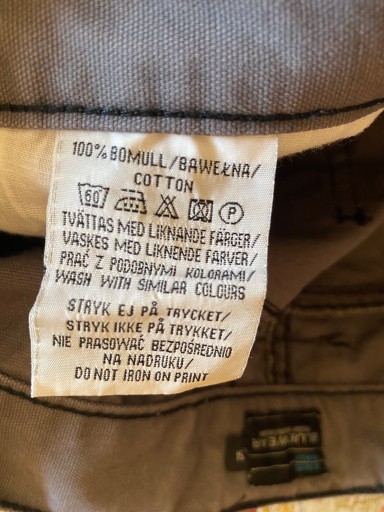 100% BOMULL/BAWEŁNA/
COTTON
60 P
TVÄTTAS MED LIKNANDE FÄRGER/
VASKES MED LIKNENDE FARVER/
PRAĆ Z PODOBNYMI KOLORAMI/
WASH WITH SIMILAR COLOURS
STRYK EJ PÅ TRYCKET/
STRYK IKKE PÅ TRYKKET/
NIE PRASOWAĆ BEZPOŚREDNIO
NA NADRUKU/
DO NOT IRON ON PRINT